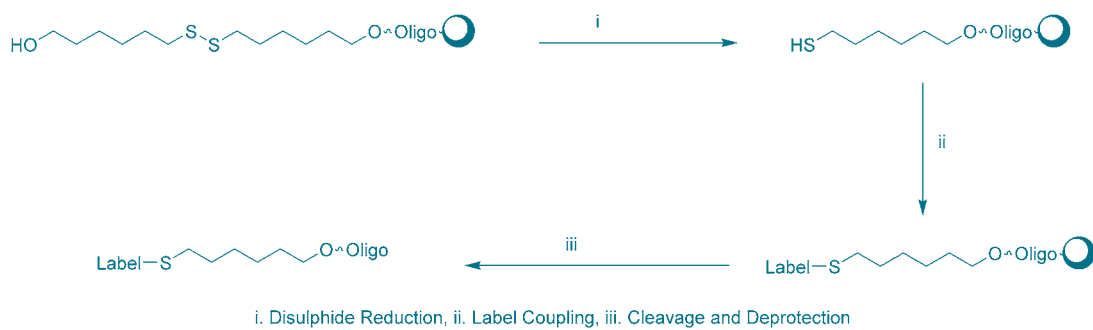 HO S S O~Oligo
i
HS O~Oligo
ii
Label–S O~Oligo
iii
Label–S O~Oligo
i. Disulphide Reduction, ii. Label Coupling, iii. Cleavage and Deprotection